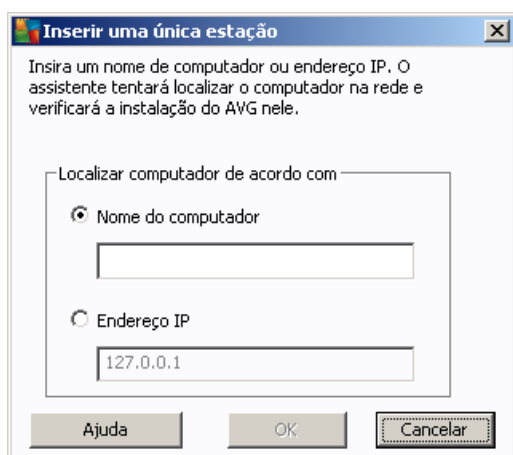 Inserir uma única estação
Insira um nome de computador ou endereço IP. O
assistente tentará localizar o computador na rede e
verificará a instalação do AVG nele.
Localizar computador de acordo com
Nome do computador
Endereço IP
127.0.0.1
Ajuda
OK
Cancelar